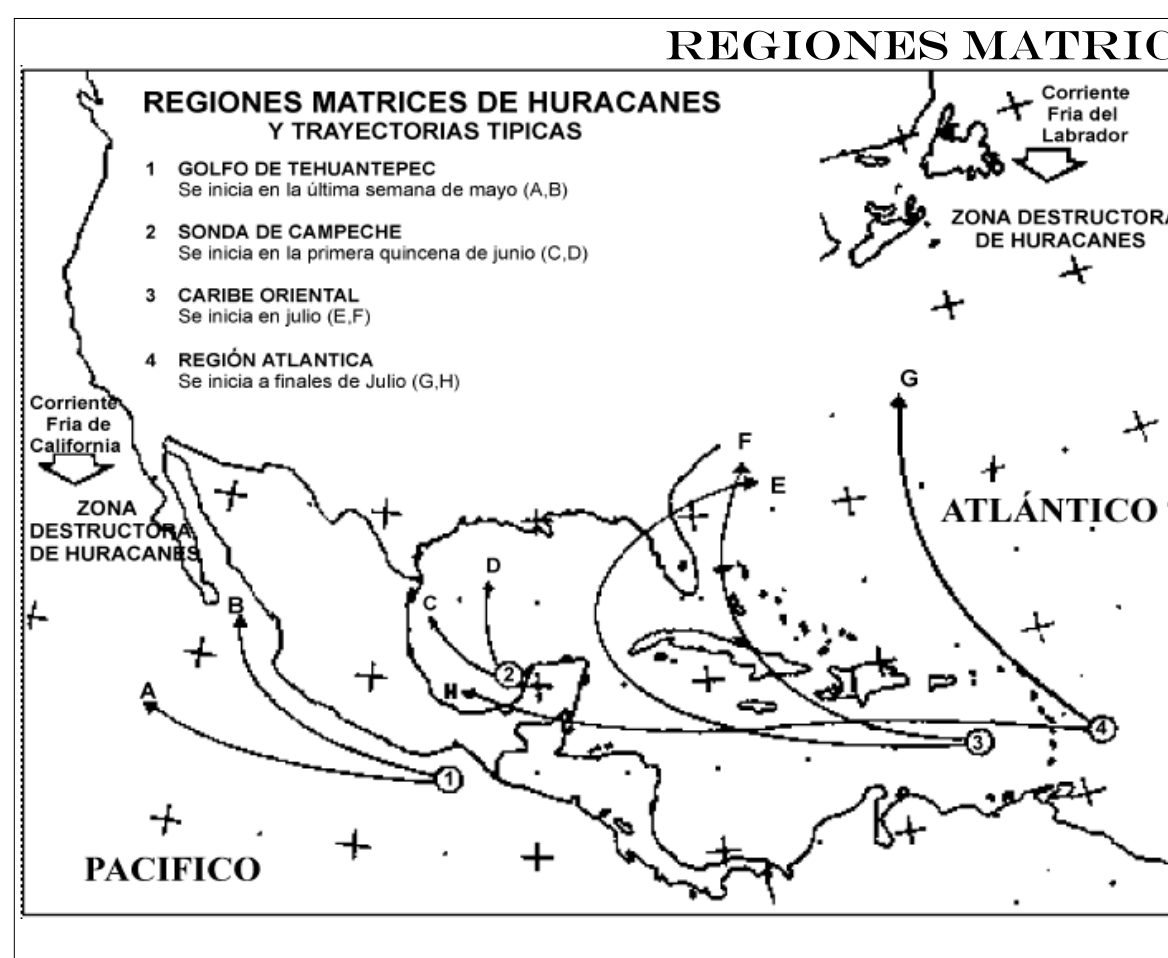 REGIONES MATRIC
REGIONES MATRICES DE HURACANES
Y TRAYECTORIAS TIPICAS
1 GOLFO DE TEHUANTEPEC
Se inicia en la última semana de mayo (A,B)
2 SONDA DE CAMPECHE
Se inicia en la primera quincena de junio (C,D)
3 CARIBE ORIENTAL
Se inicia en julio (E,F)
4 REGIÓN ATLANTICA
Se inicia a finales de Julio (G,H)
Corriente
Fria del
Labrador
ZONA DESTRUCTORA
DE HURACANES
Corriente
Fria de
California
ZONA
DESTRUCTORA
DE HURACANES
G
F
E
ATLÁNTICO
D
C
B
A
H
2
4
3
1
PACIFICO